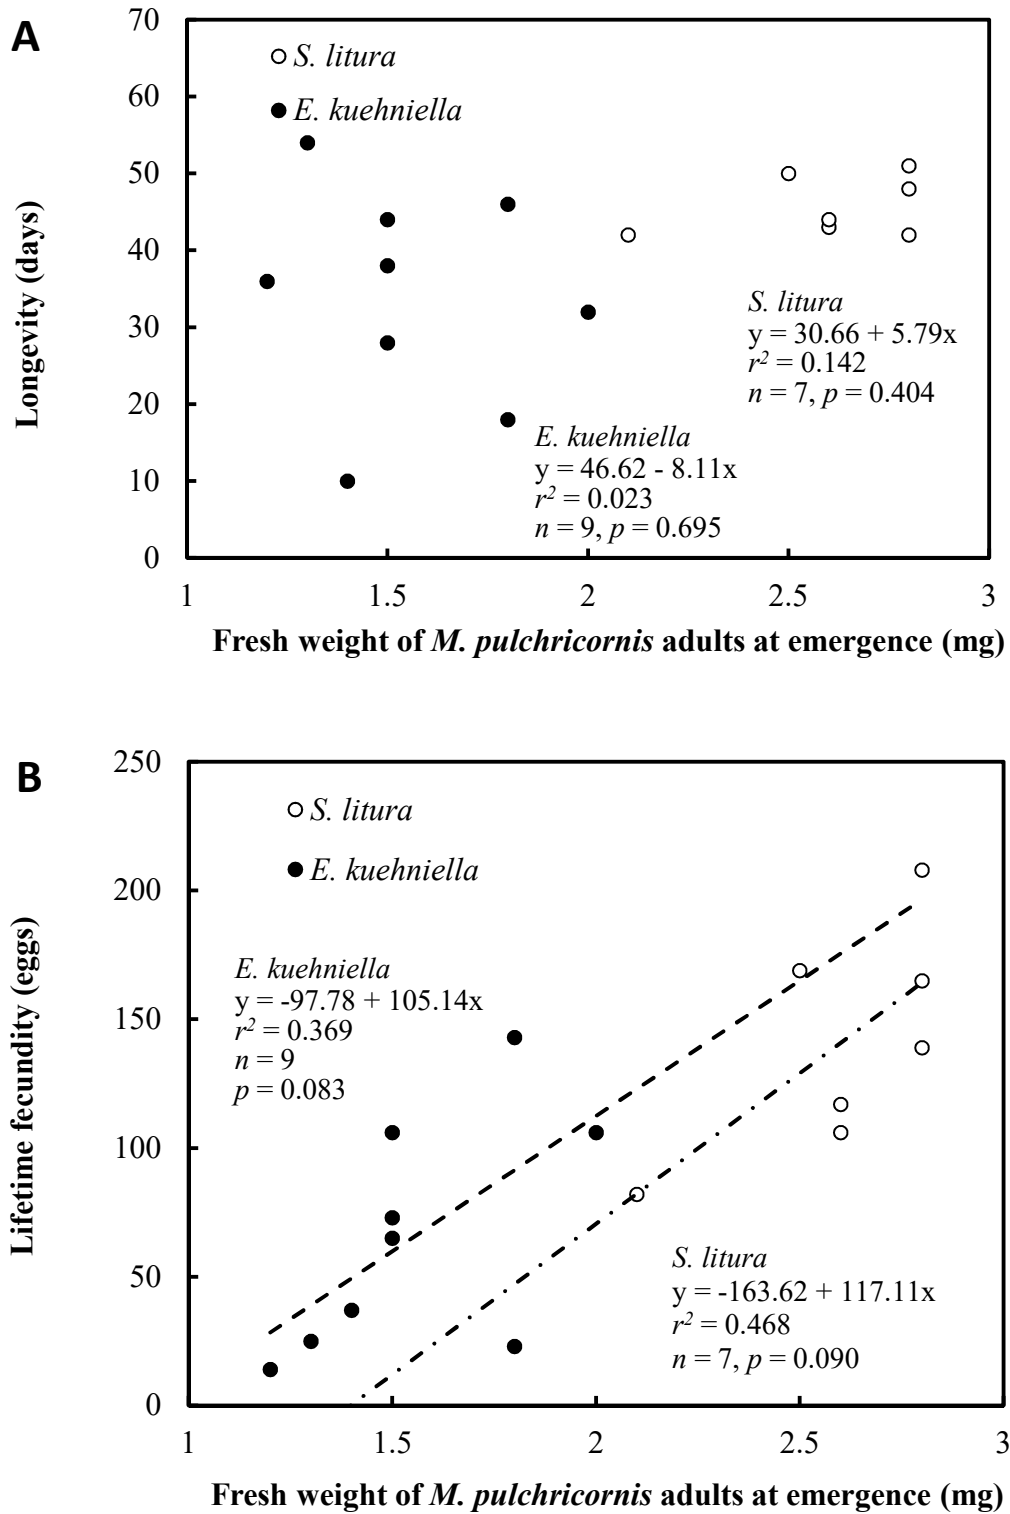 A
70
60
50
40
30
20
10
0
Longevity (days)
S. litura
E. kuehniella
S. litura
y = 30.66 + 5.79x
r² = 0.142
n = 7, p = 0.404
E. kuehniella
y = 46.62 - 8.11x
r² = 0.023
n = 9, p = 0.695
1 1.5 2 2.5 3
Fresh weight of M. pulchricornis adults at emergence (mg)
B
250
200
150
100
50
0
Lifetime fecundity (eggs)
S. litura
E. kuehniella
E. kuehniella
y = -97.78 + 105.14x
r² = 0.369
n = 9
p = 0.083
S. litura
y = -163.62 + 117.11x
r² = 0.468
n = 7, p = 0.090
1 1.5 2 2.5 3
Fresh weight of M. pulchricornis adults at emergence (mg)